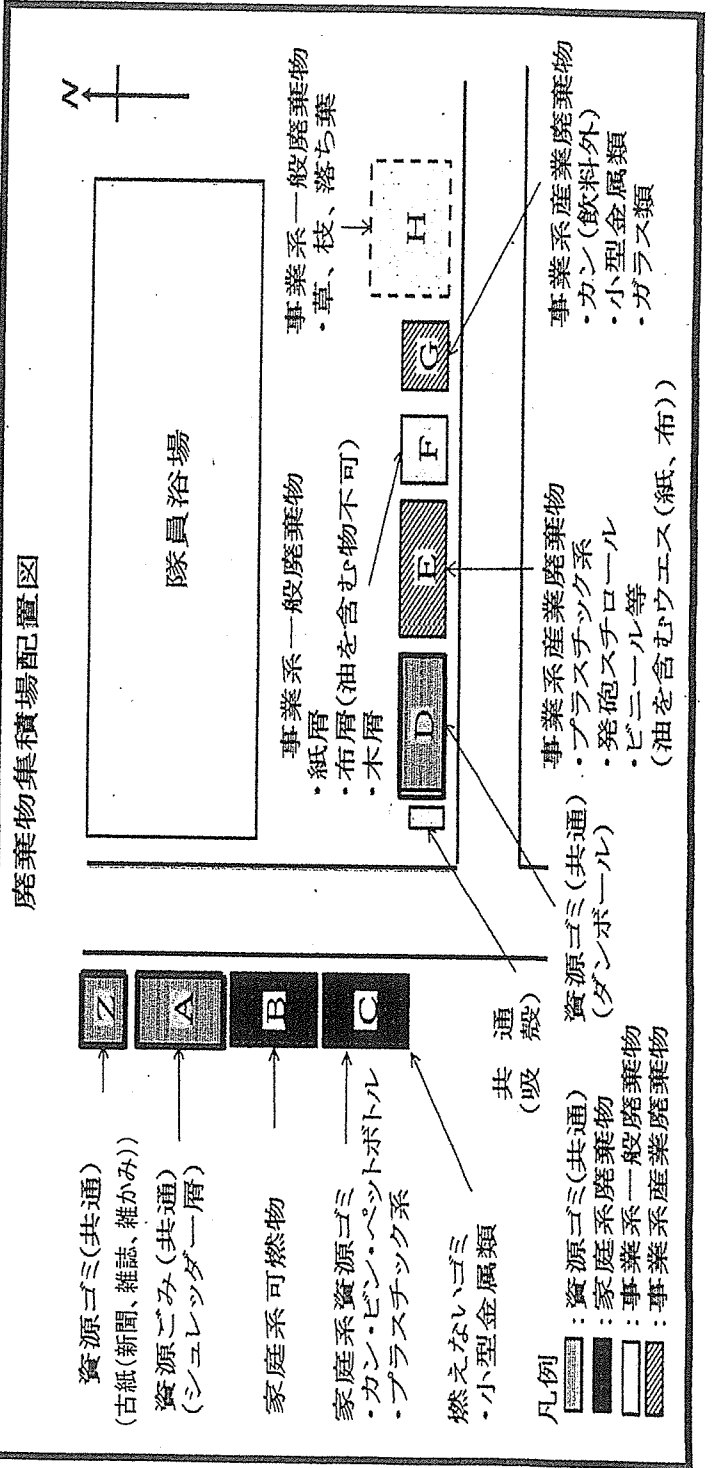 廃棄物集積場配置図
N
隊員浴場
資源ゴミ(共通)
(古紙(新聞、雑誌、雑かみ))
資源ごみ(共通)
(シュレッダー屑)
家庭系可燃物
家庭系資源ゴミ
・カン・ビン・ペットボトル
・プラスチック系
燃えないゴミ
・小型金属類
Z
A
B
C
事業系一般廃棄物
・紙屑
・布屑(油を含む物不可)
・木屑
事業系一般廃棄物
・草、枝、落ち葉
D
E
F
G
H
共通
(吸殻)
資源ゴミ(共通)
(ダンボール)
事業系産業廃棄物
・プラスチック系
・発砲スチロール
・ビニール等
(油を含むウエス(紙、布))
事業系産業廃棄物
・カン(飲料外)
・小型金属類
・ガラス類
凡例
:資源ゴミ(共通)
:家庭系廃棄物
:事業系一般廃棄物
:事業系産業廃棄物